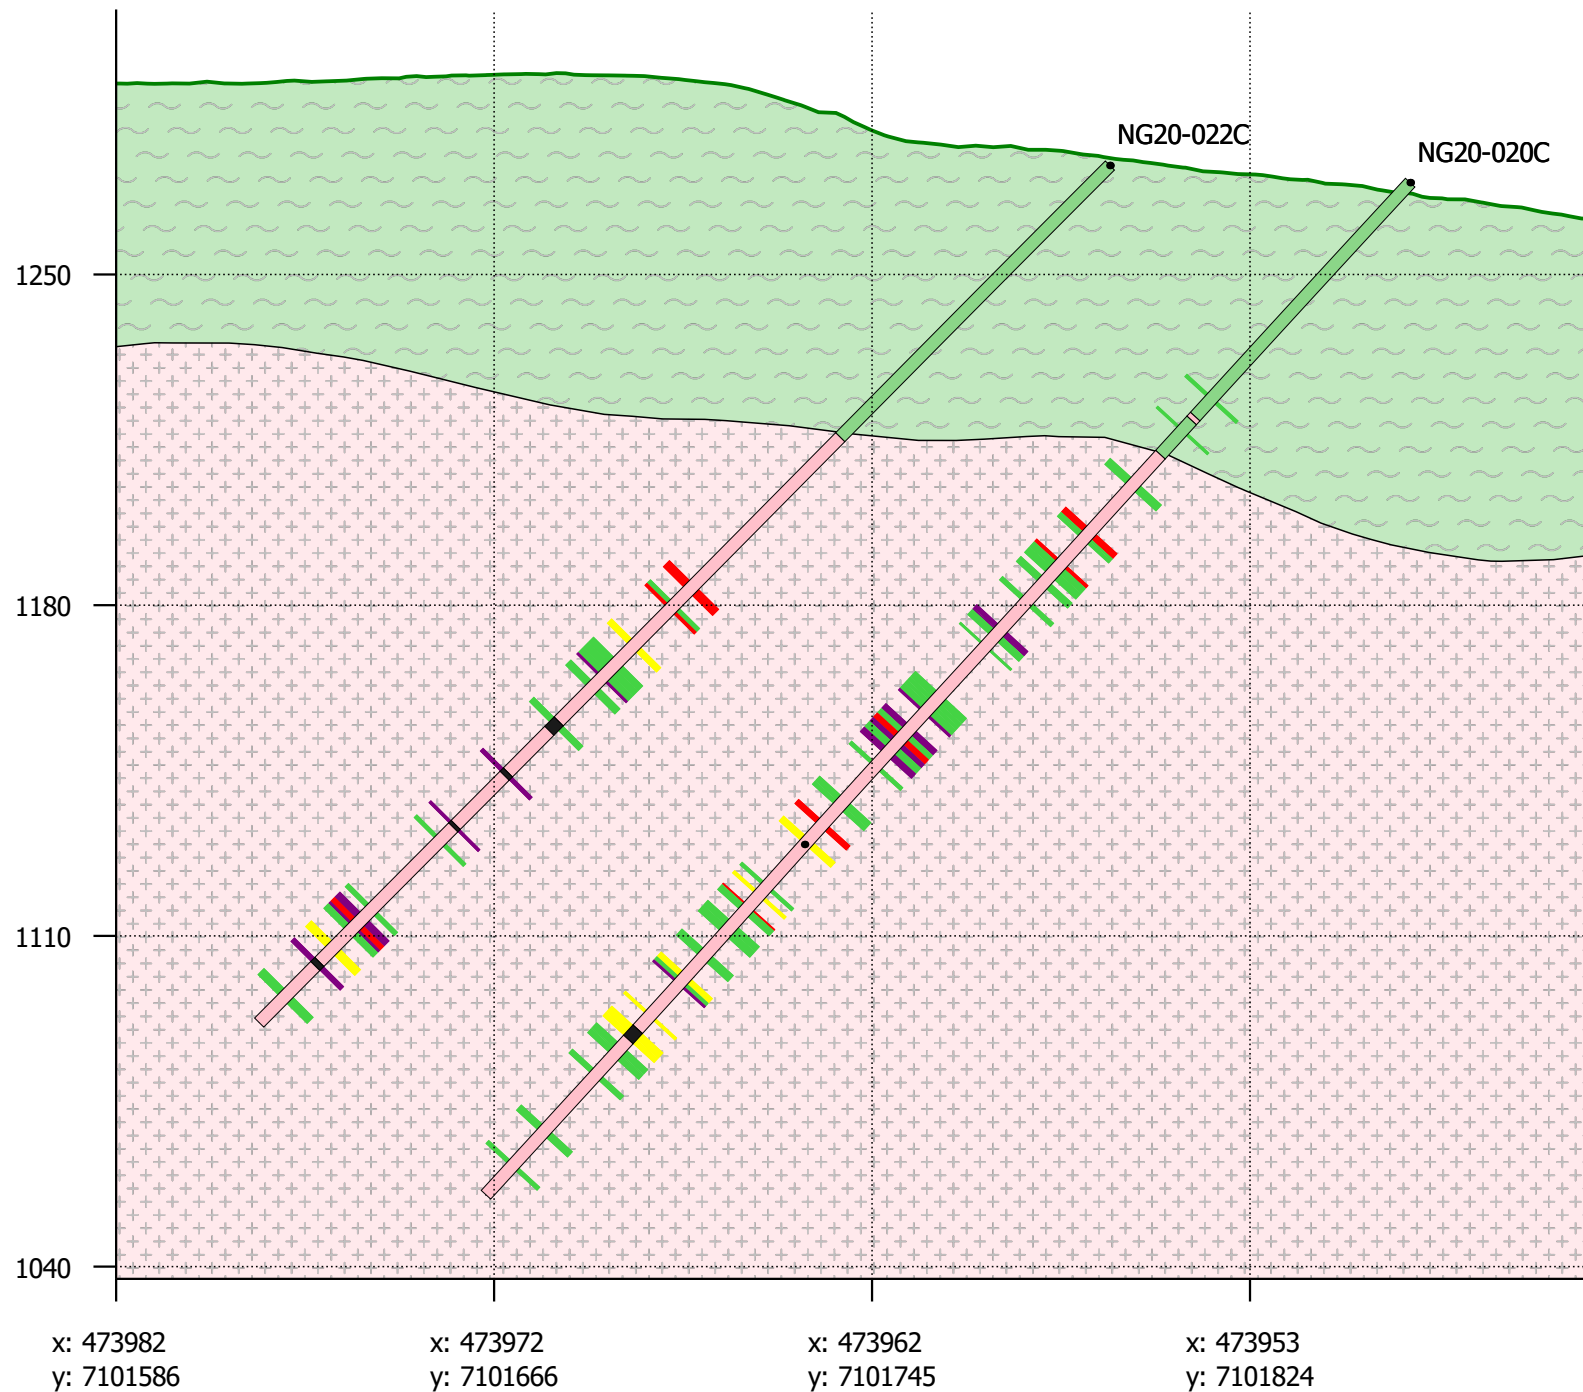 NG20-022C
NG20-020C
1250
1180
1110
1040
x: 473982
y: 7101586
x: 473972
y: 7101666
x: 473962
y: 7101745
x: 473953
y: 7101824